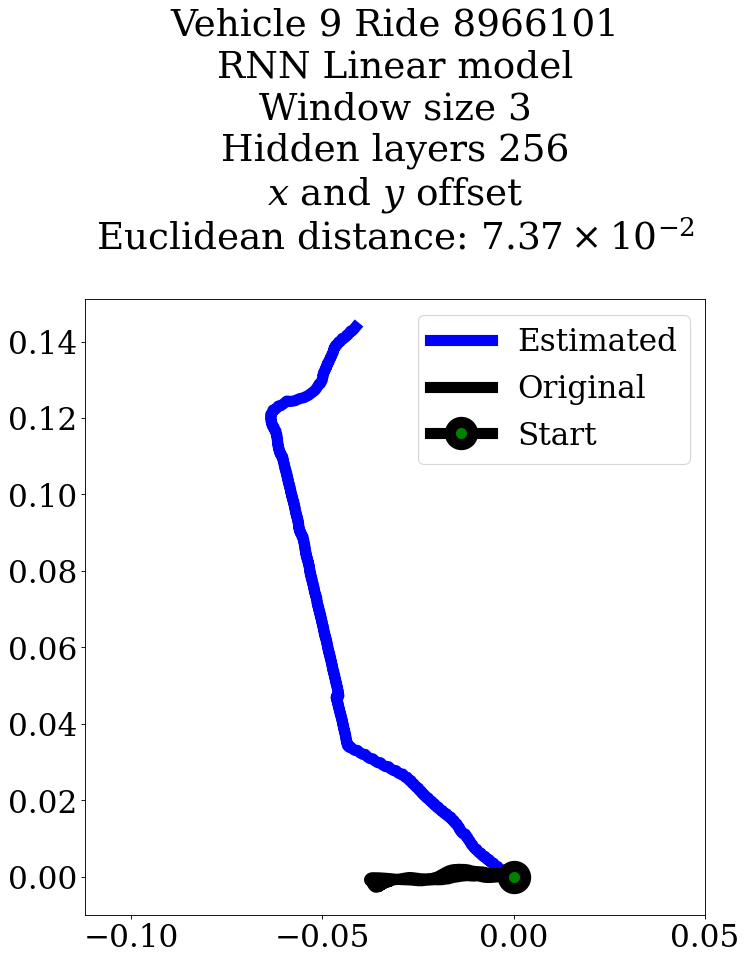 Vehicle 9 Ride 8966101
RNN Linear model
Window size 3
Hidden layers 256
x and y offset
Euclidean distance: 7.37 × 10⁻²
Estimated
Original
Start
0.14
0.12
0.10
0.08
0.06
0.04
0.02
0.00
−0.10
−0.05
0.00
0.05